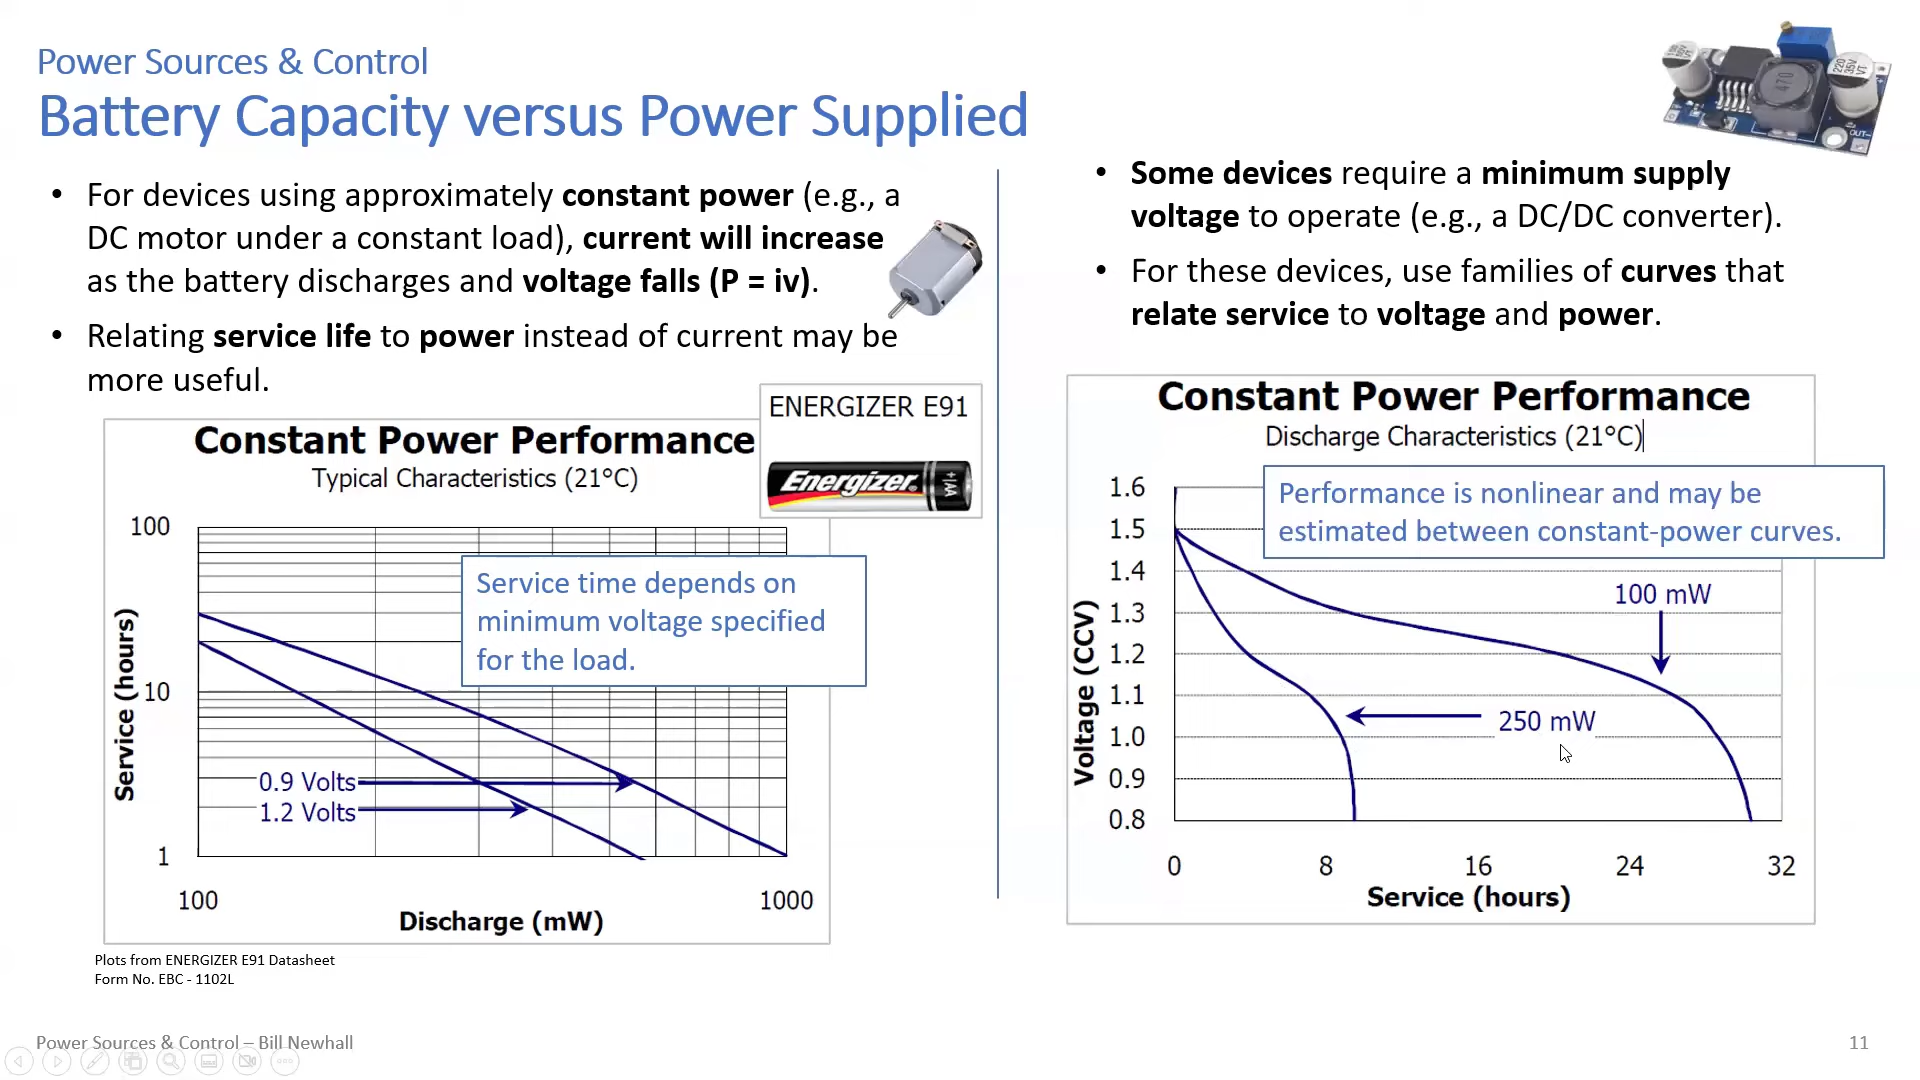 Power Sources & Control
Battery Capacity versus Power Supplied
• For devices using approximately constant power (e.g., a
DC motor under a constant load), current will increase
as the battery discharges and voltage falls (P = iv).
• Relating service life to power instead of current may be
more useful.
ENERGIZER E91
Energizer
+AA
Constant Power Performance
Typical Characteristics (21°C)
100
Service time depends on
minimum voltage specified
for the load.
Service (hours)
10
0.9 Volts
1.2 Volts
1
100
1000
Discharge (mW)
Plots from ENERGIZER E91 Datasheet
Form No. EBC - 1102L
• Some devices require a minimum supply
voltage to operate (e.g., a DC/DC converter).
• For these devices, use families of curves that
relate service to voltage and power.
470
220
35V
VT
OUT-
Constant Power Performance
Discharge Characteristics (21°C)
Performance is nonlinear and may be
estimated between constant-power curves.
1.6
1.5
1.4
1.3
1.2
1.1
1.0
0.9
0.8
Voltage (CCV)
100 mW
250 mW
0 8 16 24 32
Service (hours)
Power Sources & Control – Bill Newhall
11